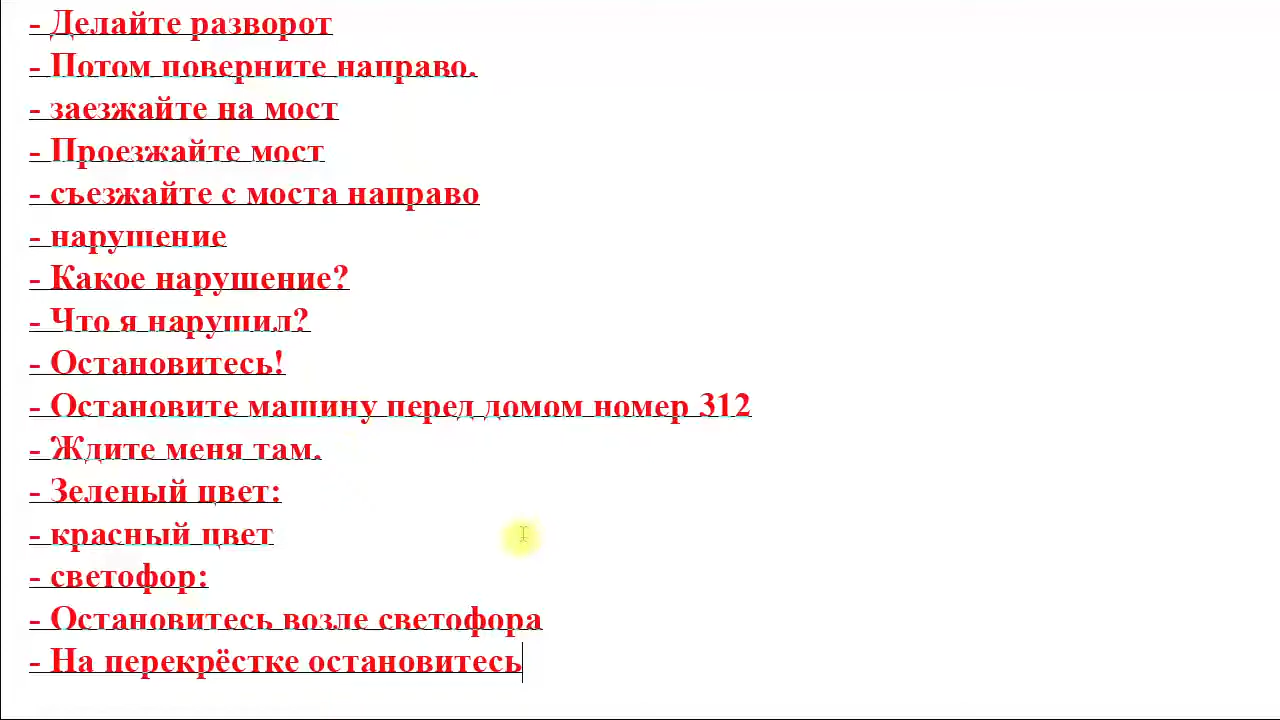 - Делайте разворот
- Потом поверните направо.
- заезжайте на мост
- Проезжайте мост
- съезжайте с моста направо
- нарушение
- Какое нарушение?
- Что я нарушил?
- Остановитесь!
- Остановите машину перед домом номер 312
- Ждите меня там.
- Зеленый цвет:
- красный цвет
- светофор:
- Остановитесь возле светофора
- На перекрёстке остановитесь